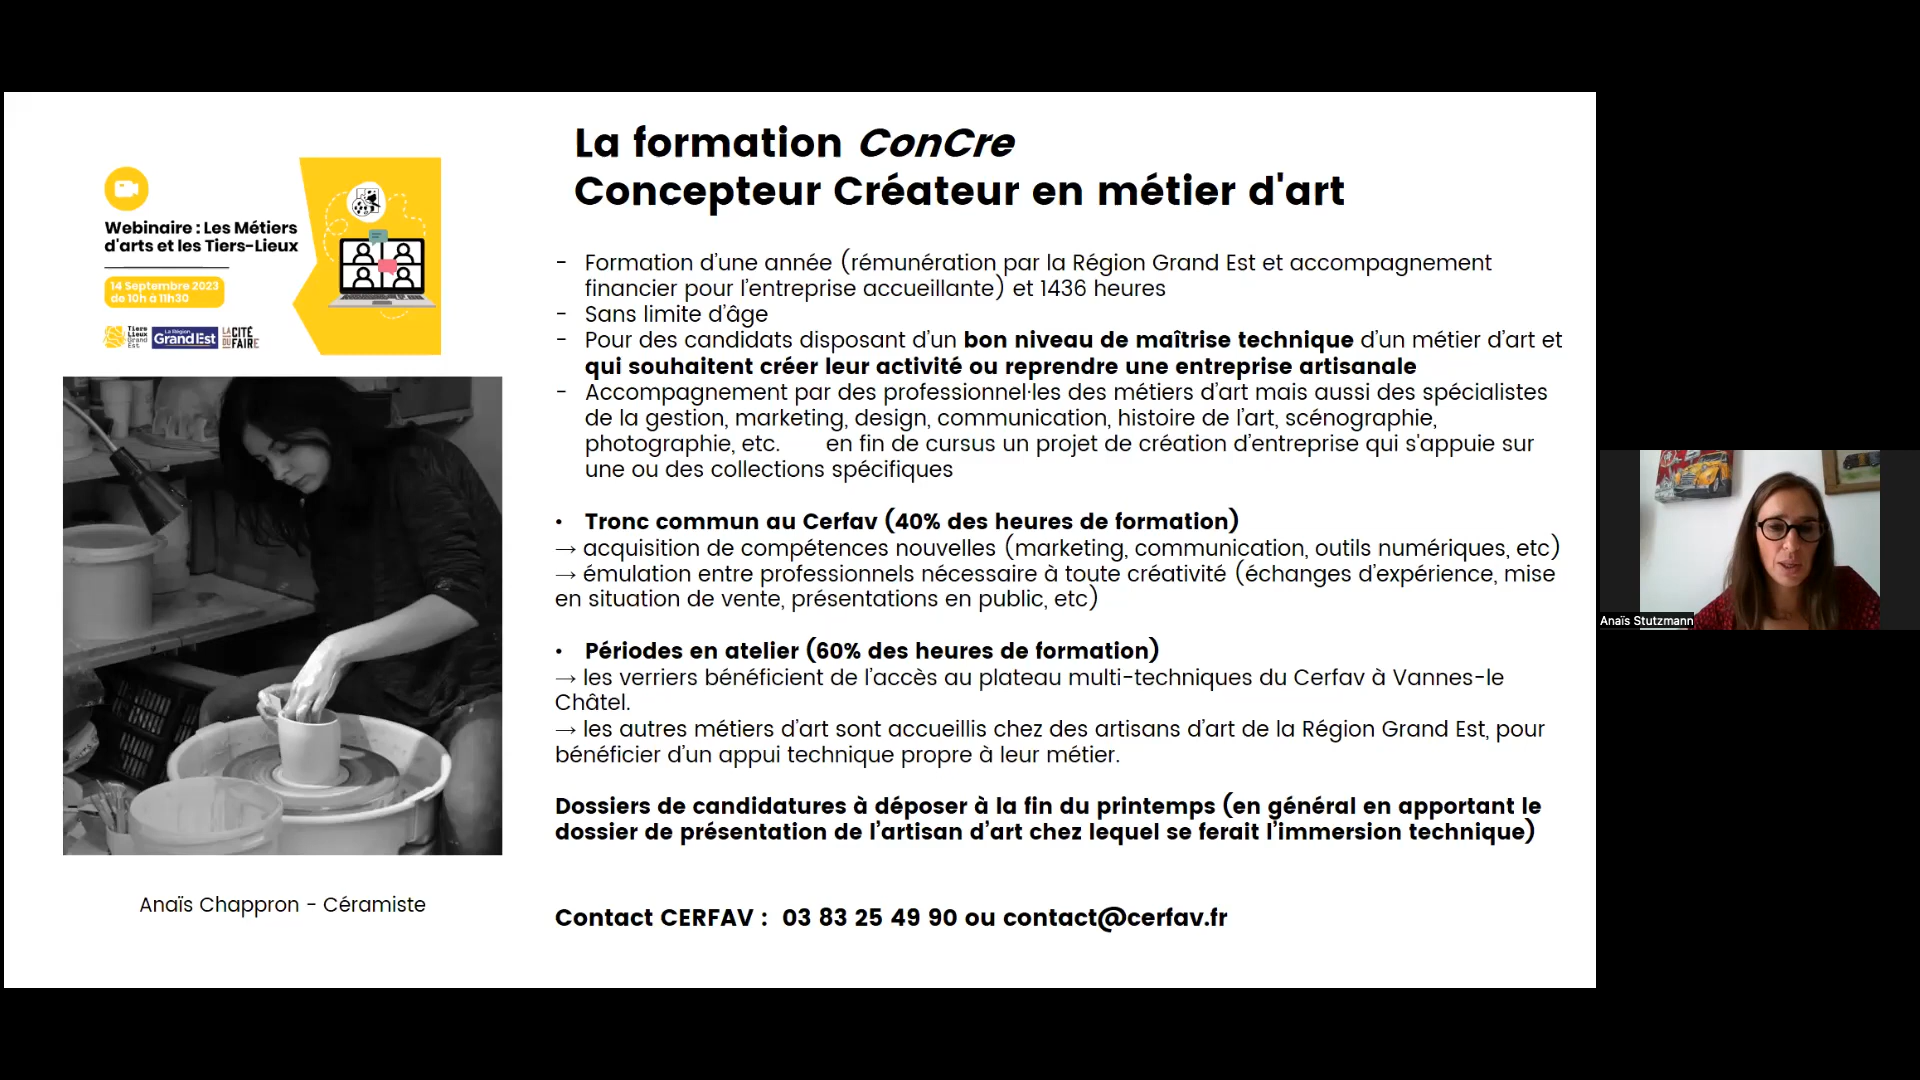 La formation ConCre
Concepteur Créateur en métier d'art
Webinaire : Les Métiers
d'arts et les Tiers-Lieux
14 Septembre 2023
de 10h à 11h30
Tiers
Lieux
Grand
Est
La Région
GrandEst
LA CITÉ
DU FAIRE
- Formation d’une année (rémunération par la Région Grand Est et accompagnement
financier pour l’entreprise accueillante) et 1436 heures
- Sans limite d’âge
- Pour des candidats disposant d’un bon niveau de maîtrise technique d’un métier d’art et
qui souhaitent créer leur activité ou reprendre une entreprise artisanale
- Accompagnement par des professionnel·les des métiers d’art mais aussi des spécialistes
de la gestion, marketing, design, communication, histoire de l’art, scénographie,
photographie, etc. en fin de cursus un projet de création d’entreprise qui s'appuie sur
une ou des collections spécifiques
• Tronc commun au Cerfav (40% des heures de formation)
→ acquisition de compétences nouvelles (marketing, communication, outils numériques, etc)
→ émulation entre professionnels nécessaire à toute créativité (échanges d’expérience, mise
en situation de vente, présentations en public, etc)
• Périodes en atelier (60% des heures de formation)
→ les verriers bénéficient de l’accès au plateau multi-techniques du Cerfav à Vannes-le
Châtel.
→ les autres métiers d’art sont accueillis chez des artisans d’art de la Région Grand Est, pour
bénéficier d’un appui technique propre à leur métier.
Dossiers de candidatures à déposer à la fin du printemps (en général en apportant le
dossier de présentation de l’artisan d’art chez lequel se ferait l’immersion technique)
Anaïs Chappron - Céramiste
Contact CERFAV : 03 83 25 49 90 ou contact@cerfav.fr
Anaïs Stutzmann